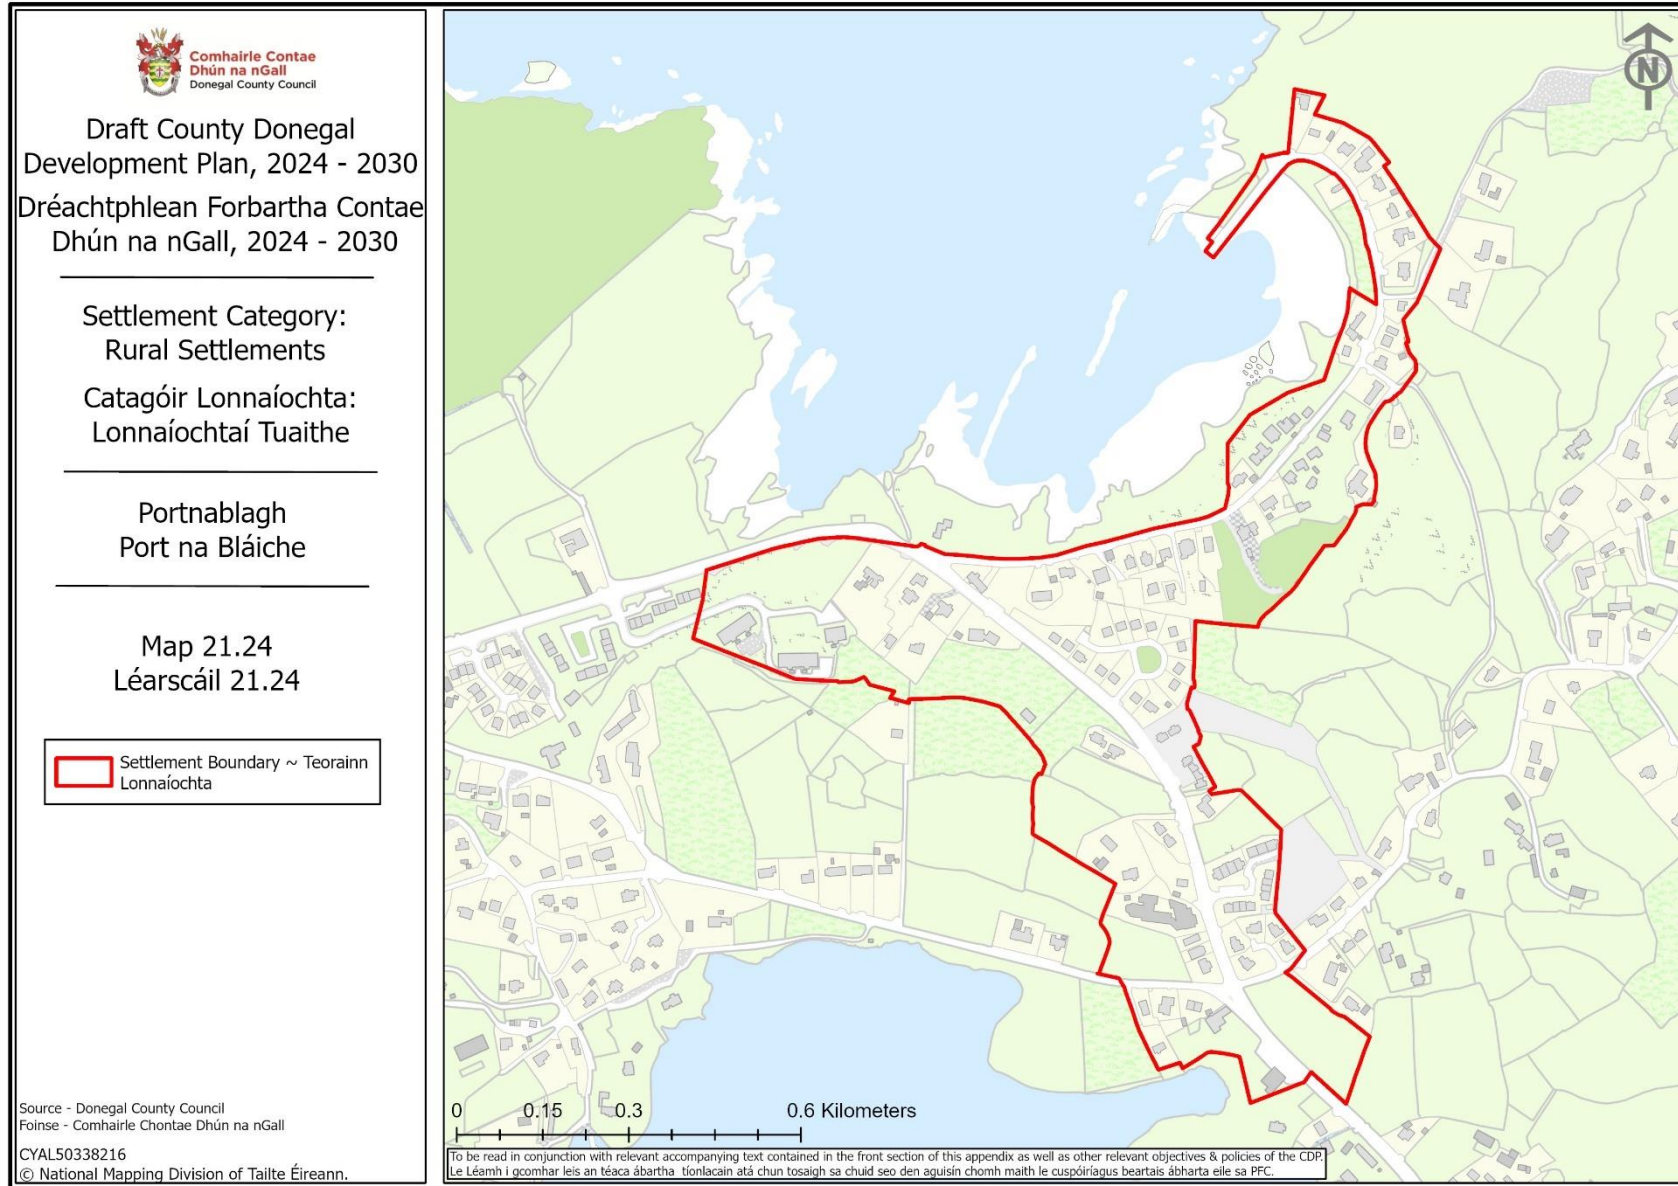 Comhairle Contae
Dhún na nGall
Donegal County Council
Draft County Donegal
Development Plan, 2024 - 2030
Dréachtphlean Forbartha Contae
Dhún na nGall, 2024 - 2030
Settlement Category:
Rural Settlements
Catagóir Lonnaíochta:
Lonnaíochtaí Tuaithe
Portnablagh
Port na Bláiche
Map 21.24
Léarscáil 21.24
Settlement Boundary ~ Teorainn
Lonnaíochta
Source - Donegal County Council
Foinse - Comhairle Chontae Dhún na nGall
CYAL50338216
© National Mapping Division of Tailte Éireann.
N
0 0.15 0.3 0.6 Kilometers
To be read in conjunction with relevant accompanying text contained in the front section of this appendix as well as other relevant objectives & policies of the CDP.
Le Léamh i gcomhar leis an téaca ábartha tíonlacain atá chun tosaigh sa chuid seo den aguisín chomh maith le cuspóiríagus beartais ábharta eile sa PFC.